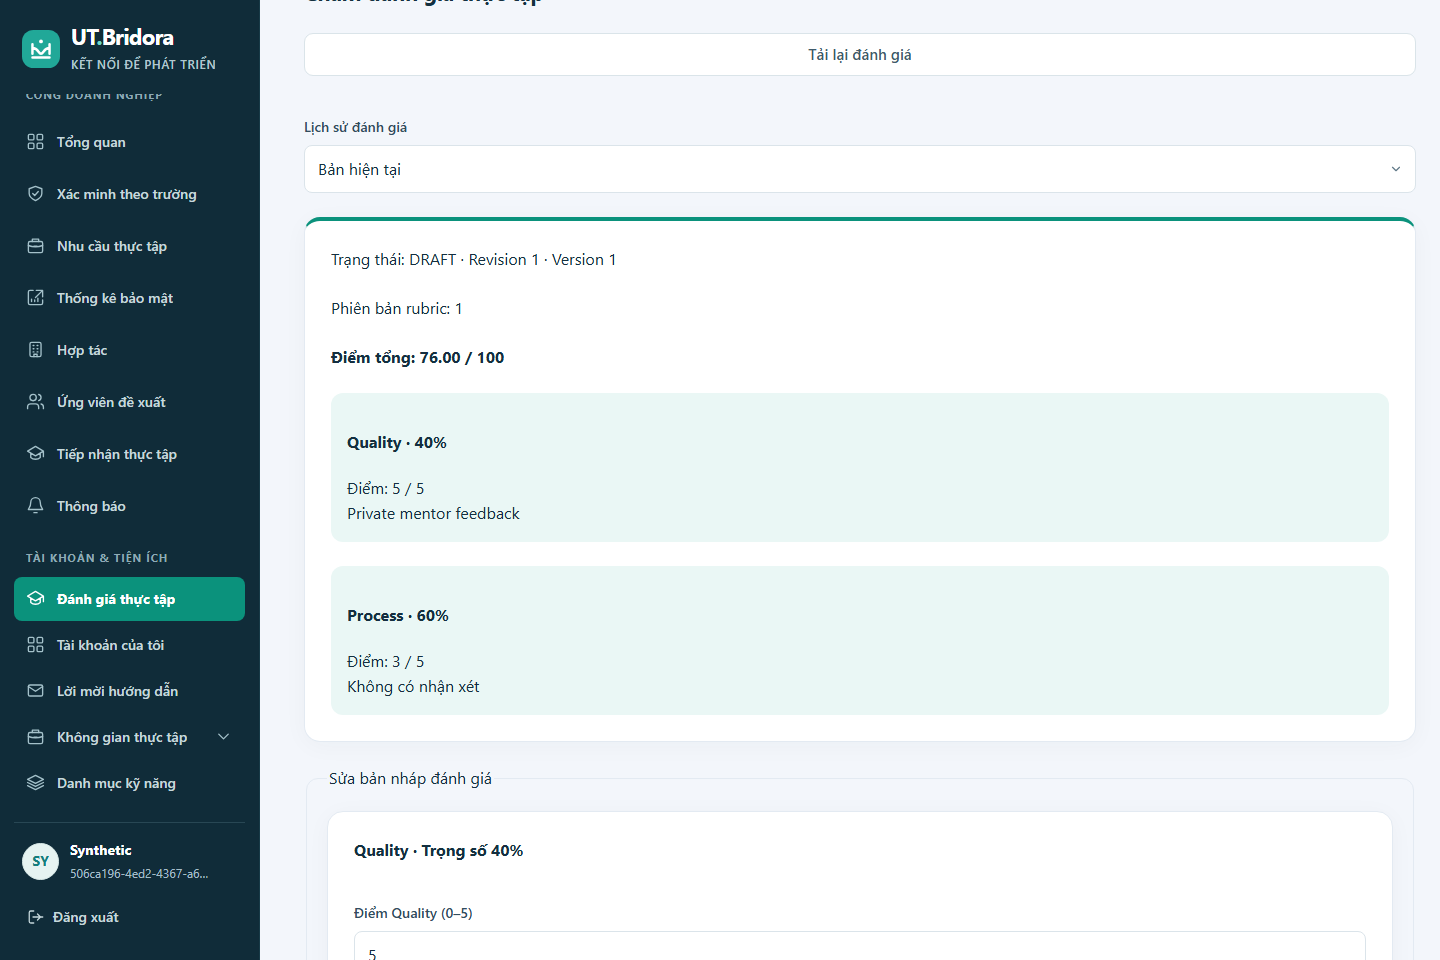 UT.Bridora
KẾT NỐI ĐỂ PHÁT TRIỂN
CỔNG DOANH NGHIỆP
Tổng quan
Xác minh theo trường
Nhu cầu thực tập
Thống kê bảo mật
Hợp tác
Ứng viên đề xuất
Tiếp nhận thực tập
Thông báo
TÀI KHOẢN & TIỆN ÍCH
Đánh giá thực tập
Tài khoản của tôi
Lời mời hướng dẫn
Không gian thực tập
Danh mục kỹ năng
SY
Synthetic
506ca196-4ed2-4367-a6...
Đăng xuất
Tải lại đánh giá
Lịch sử đánh giá
Bản hiện tại
Trạng thái: DRAFT · Revision 1 · Version 1
Phiên bản rubric: 1
Điểm tổng: 76.00 / 100
Quality · 40%
Điểm: 5 / 5
Private mentor feedback
Process · 60%
Điểm: 3 / 5
Không có nhận xét
Sửa bản nháp đánh giá
Quality · Trọng số 40%
Điểm Quality (0–5)
5